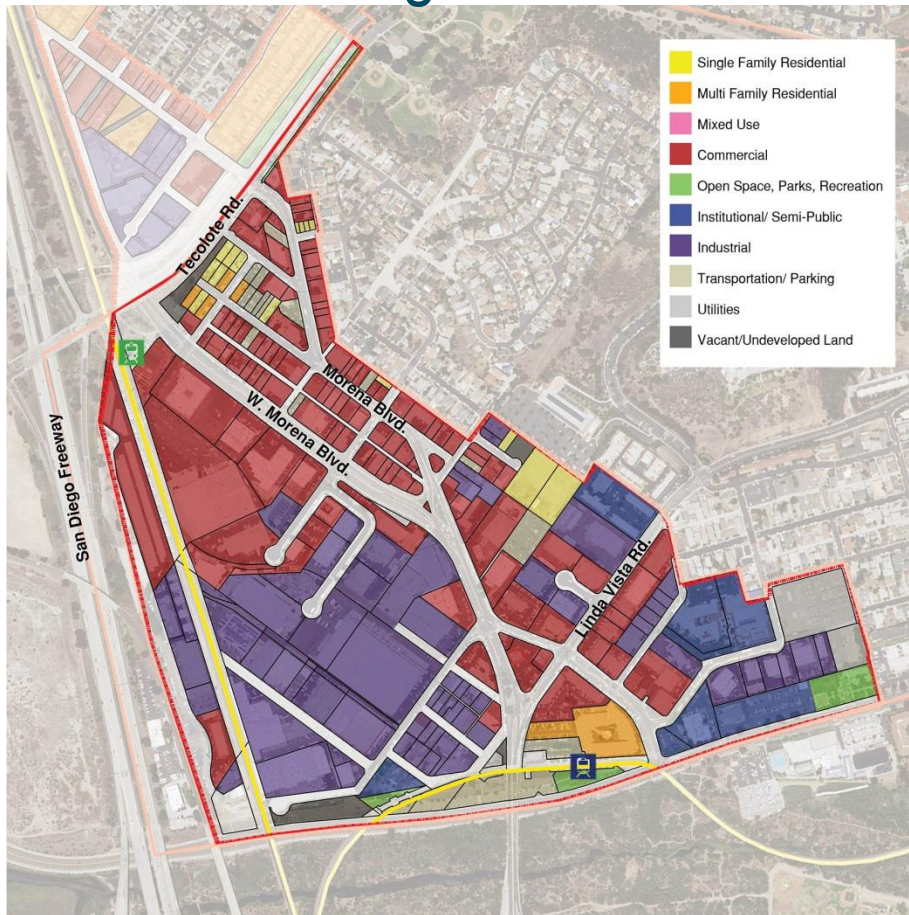 Single Family Residential
Multi Family Residential
Mixed Use
Commercial
Open Space, Parks, Recreation
Institutional/ Semi-Public
Industrial
Transportation/ Parking
Utilities
Vacant/Undeveloped Land
Tecolote Rd.
Morena Blvd.
W. Morena Blvd.
San Diego Freeway
Linda Vista Rd.